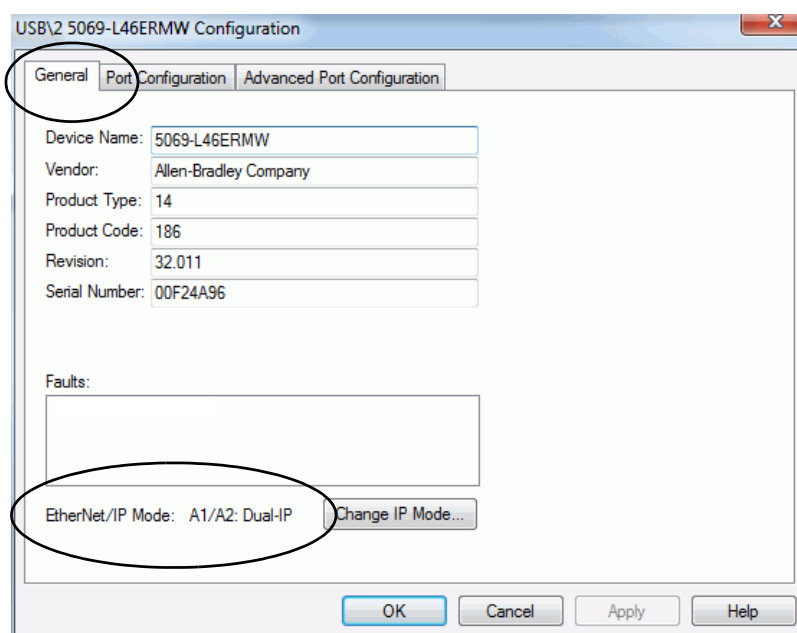 USB\2 5069-L46ERMW Configuration
General Port Configuration Advanced Port Configuration
Device Name: 5069-L46ERMW
Vendor: Allen-Bradley Company
Product Type: 14
Product Code: 186
Revision: 32.011
Serial Number: 00F24A96
Faults:
EtherNet/IP Mode: A1/A2: Dual-IP Change IP Mode...
OK Cancel Apply Help